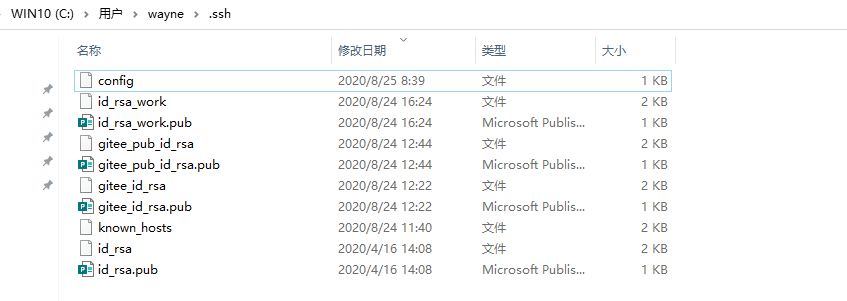 WIN10 (C:) › 用户 › wayne › .ssh
名称 修改日期 类型 大小
config 2020/8/25 8:39 文件 1 KB
id_rsa_work 2020/8/24 16:24 文件 2 KB
id_rsa_work.pub 2020/8/24 16:24 Microsoft Publis... 1 KB
gitee_pub_id_rsa 2020/8/24 12:44 文件 2 KB
gitee_pub_id_rsa.pub 2020/8/24 12:44 Microsoft Publis... 1 KB
gitee_id_rsa 2020/8/24 12:22 文件 2 KB
gitee_id_rsa.pub 2020/8/24 12:22 Microsoft Publis... 1 KB
known_hosts 2020/8/24 11:40 文件 2 KB
id_rsa 2020/4/16 14:08 文件 2 KB
id_rsa.pub 2020/4/16 14:08 Microsoft Publis... 1 KB